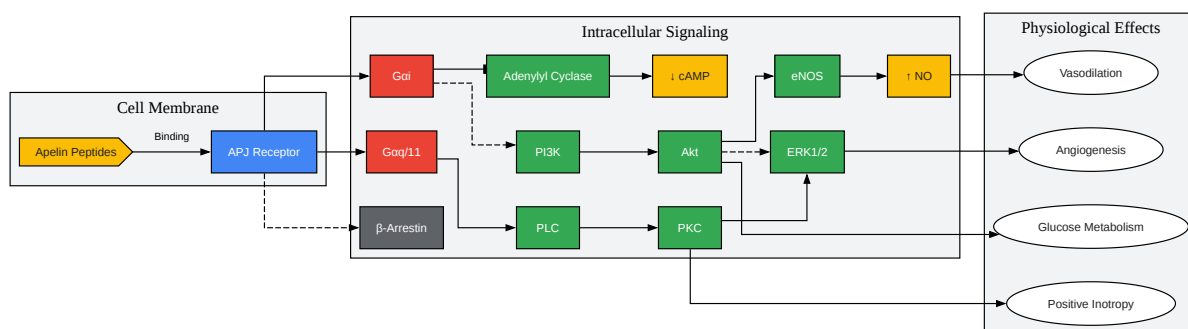 Intracellular Signaling
Physiological Effects
Cell Membrane
Gαi
Adenylyl Cyclase
↓ cAMP
eNOS
↑ NO
Vasodilation
Apelin Peptides
Binding
APJ Receptor
Gαq/11
PI3K
Akt
ERK1/2
Angiogenesis
β-Arrestin
PLC
PKC
Glucose Metabolism
Positive Inotropy